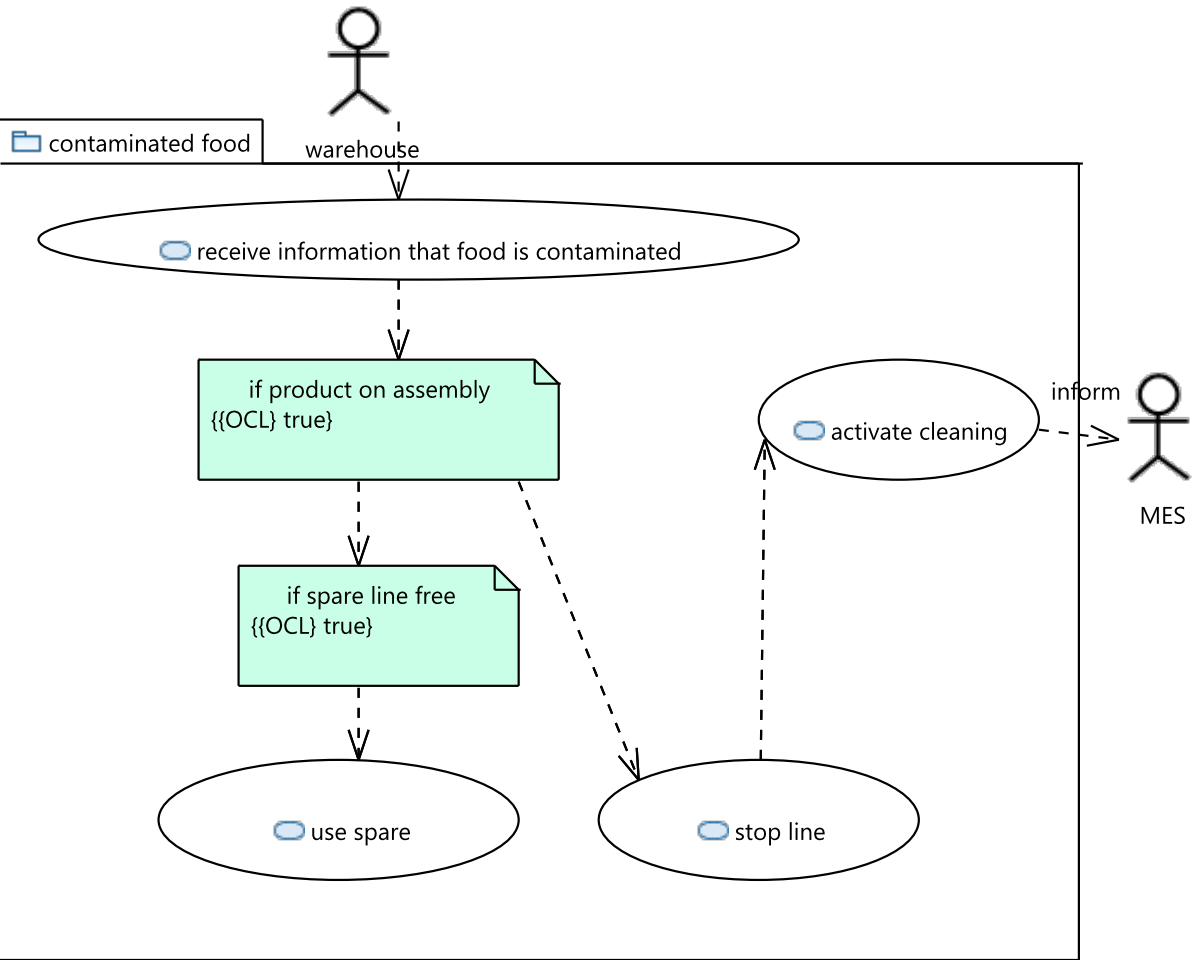 contaminated food
warehouse
receive information that food is contaminated
if product on assembly
{{OCL} true}
inform
activate cleaning
MES
if spare line free
{{OCL} true}
use spare
stop line